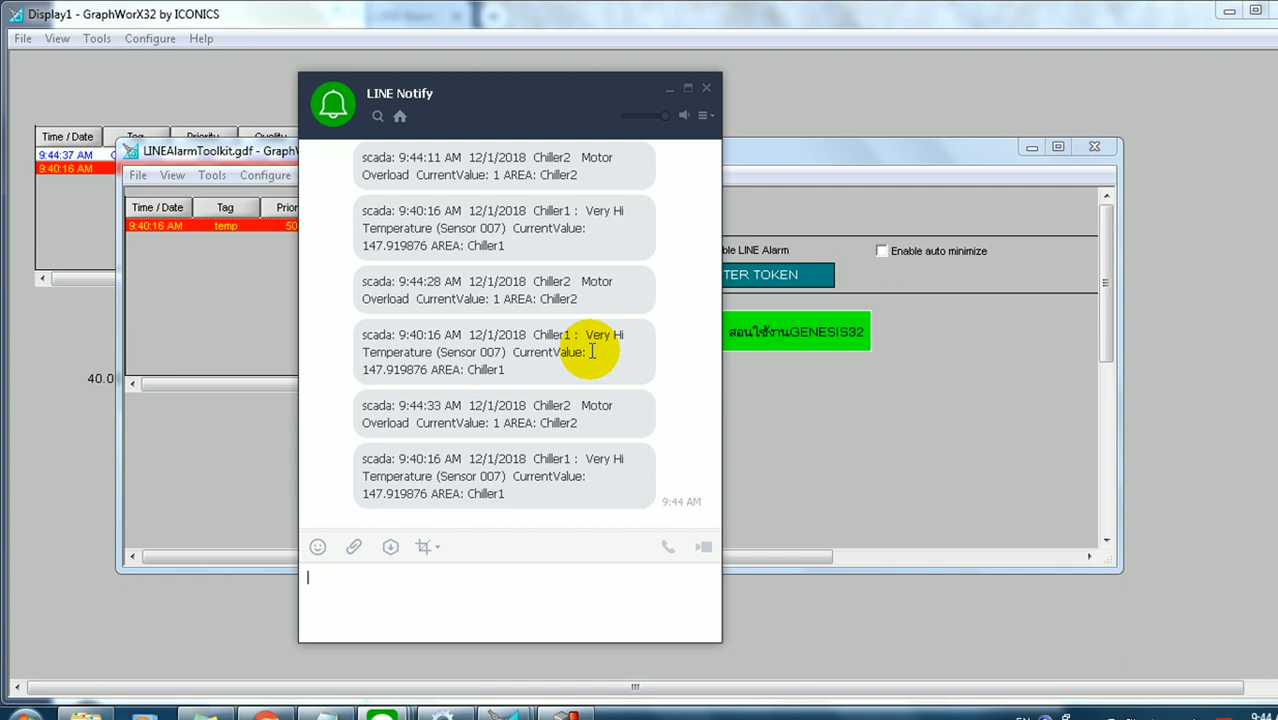 Display1 - GraphWorX32 by ICONICS
File View Tools Configure Help
Time / Date Tag Priority Quality
9:44:37 AM
9:40:16 AM
40.0
LINEAlarmToolkit.gdf - GraphW
File View Tools Configure
Time / Date Tag Prior
9:40:16 AM temp 50
ble LINE Alarm
Enable auto minimize
TER TOKEN
สอนใช้งานGENESIS32
LINE Notify
scada: 9:44:11 AM 12/1/2018 Chiller2 Motor
Overload CurrentValue: 1 AREA: Chiller2
scada: 9:40:16 AM 12/1/2018 Chiller1 : Very Hi
Temperature (Sensor 007) CurrentValue:
147.919876 AREA: Chiller1
scada: 9:44:28 AM 12/1/2018 Chiller2 Motor
Overload CurrentValue: 1 AREA: Chiller2
scada: 9:40:16 AM 12/1/2018 Chiller1 : Very Hi
Temperature (Sensor 007) CurrentValue:
147.919876 AREA: Chiller1
scada: 9:44:33 AM 12/1/2018 Chiller2 Motor
Overload CurrentValue: 1 AREA: Chiller2
scada: 9:40:16 AM 12/1/2018 Chiller1 : Very Hi
Temperature (Sensor 007) CurrentValue:
147.919876 AREA: Chiller1
9:44 AM
EN
9:44